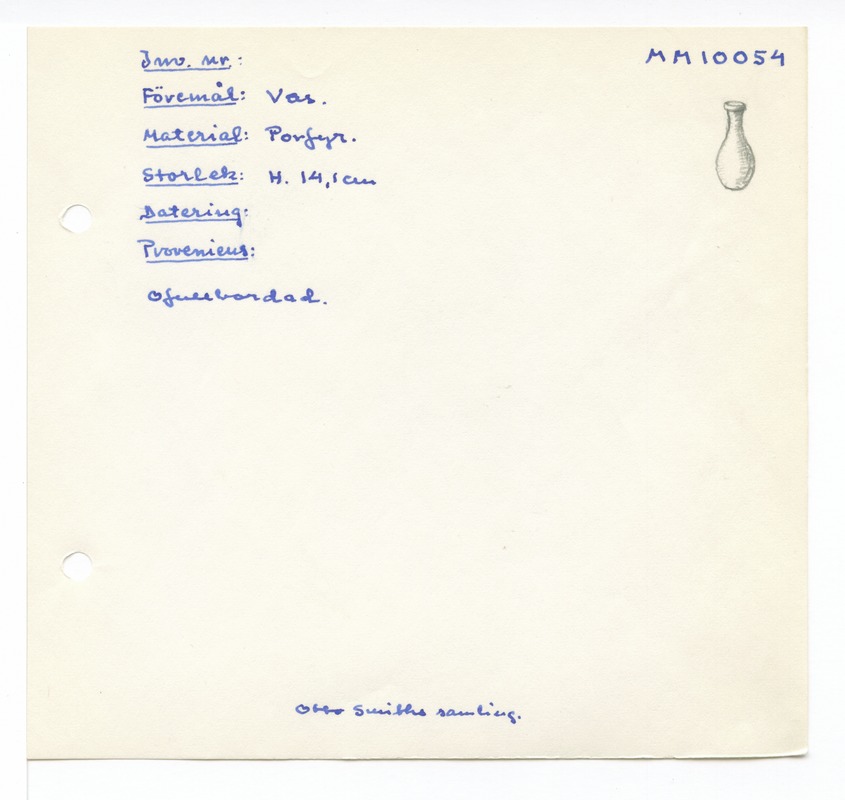 MM10054
Inv. nr.:
Föremål: Vas.
Material: Porfyr.
Storlek: H. 14,1 cm
Datering:
Proveniens:
Ofullbordad.
Otto Smiths samling.